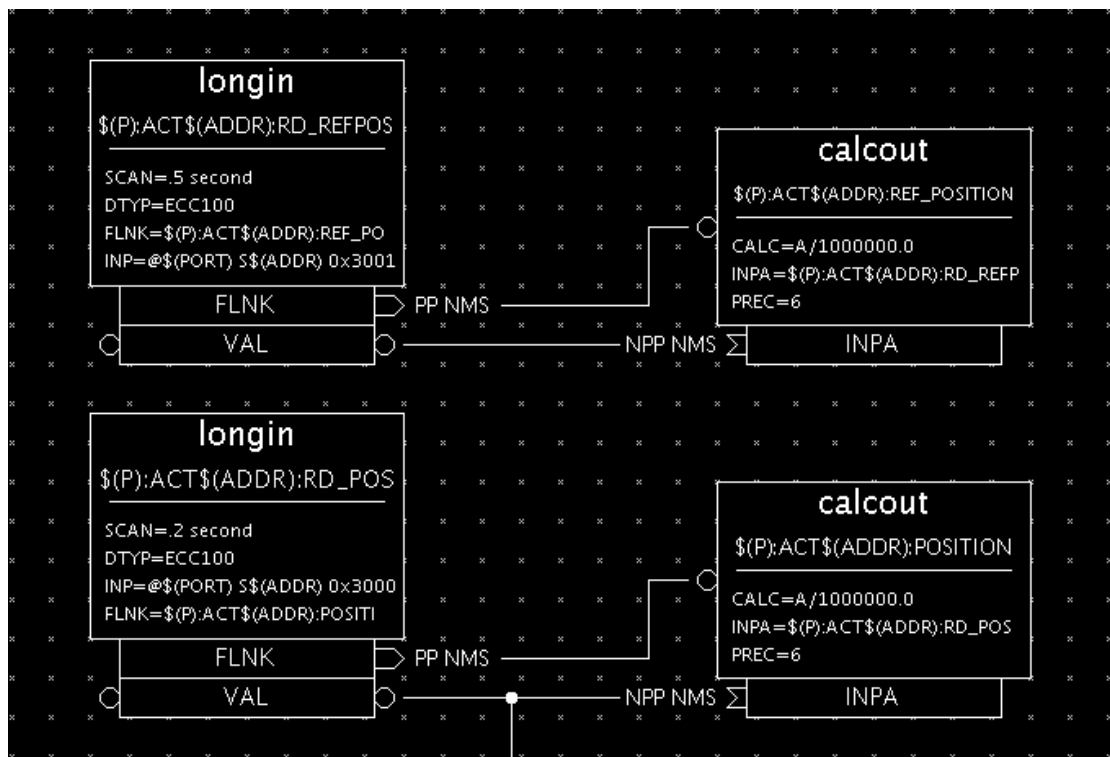 longin
$(P):ACT$(ADDR):RD_REFPOS
SCAN=.5 second
DTYP=ECC100
FLNK=$(P):ACT$(ADDR):REF_PO
INP=@$(PORT) S$(ADDR) 0x3001
FLNK
PP NMS
VAL
NPP NMS
calcout
$(P):ACT$(ADDR):REF_POSITION
CALC=A/1000000.0
INPA=$(P):ACT$(ADDR):RD_REFP
PREC=6
INPA
longin
$(P):ACT$(ADDR):RD_POS
SCAN=.2 second
DTYP=ECC100
INP=@$(PORT) S$(ADDR) 0x3000
FLNK=$(P):ACT$(ADDR):POSITI
FLNK
PP NMS
VAL
NPP NMS
calcout
$(P):ACT$(ADDR):POSITION
CALC=A/1000000.0
INPA=$(P):ACT$(ADDR):RD_POS
PREC=6
INPA